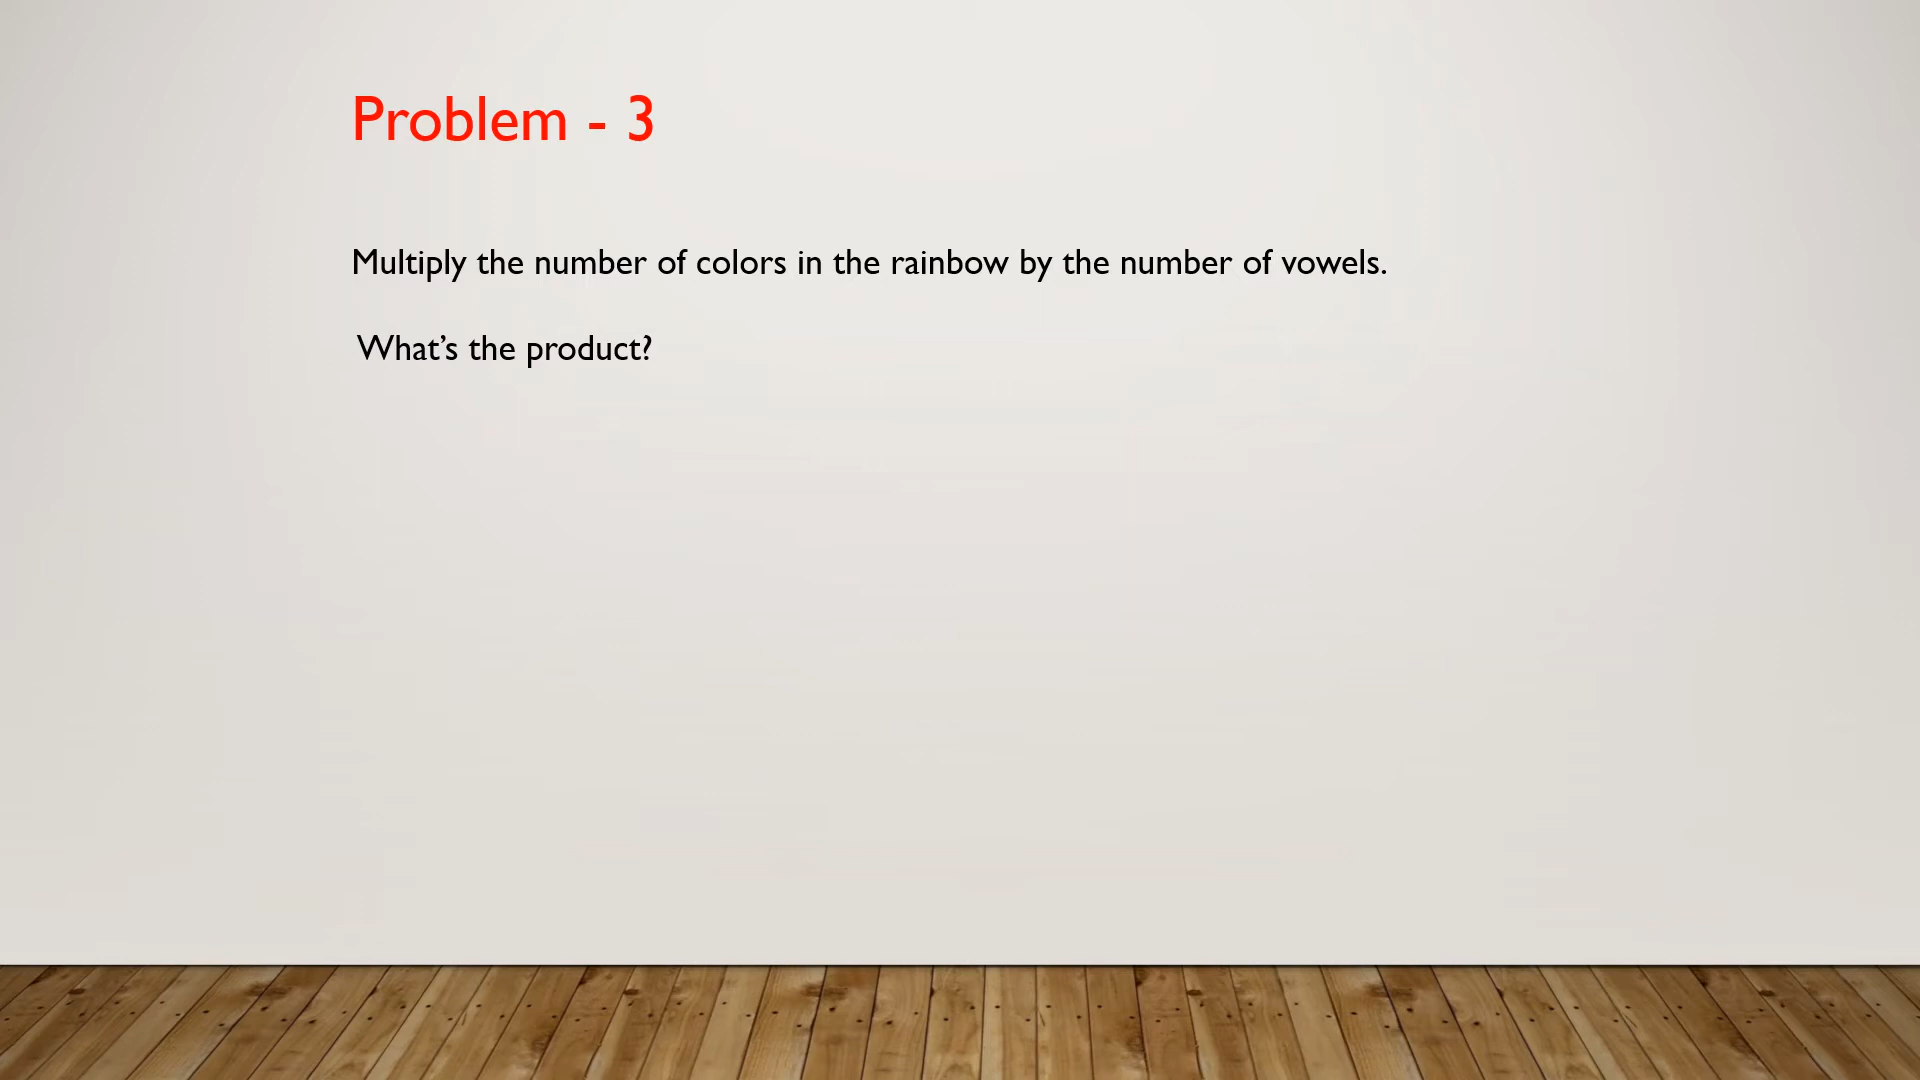 Problem - 3
Multiply the number of colors in the rainbow by the number of vowels.
What’s the product?